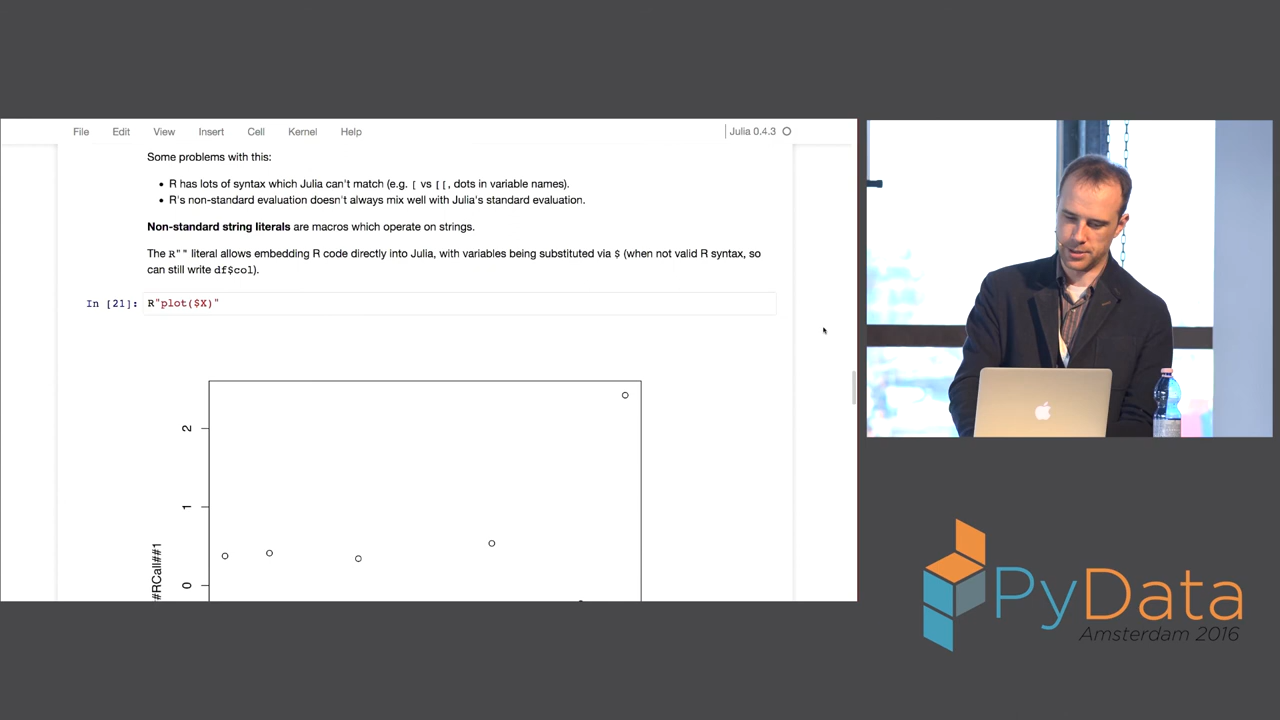 File Edit View Insert Cell Kernel Help Julia 0.4.3
Some problems with this:
• R has lots of syntax which Julia can't match (e.g. [ vs [[, dots in variable names).
• R's non-standard evaluation doesn't always mix well with Julia's standard evaluation.
Non-standard string literals are macros which operate on strings.
The R"" literal allows embedding R code directly into Julia, with variables being substituted via $ (when not valid R syntax, so
can still write df$col).
In [21]: R"plot($X)"
2
1
0
#RCall##1
PyData
Amsterdam 2016